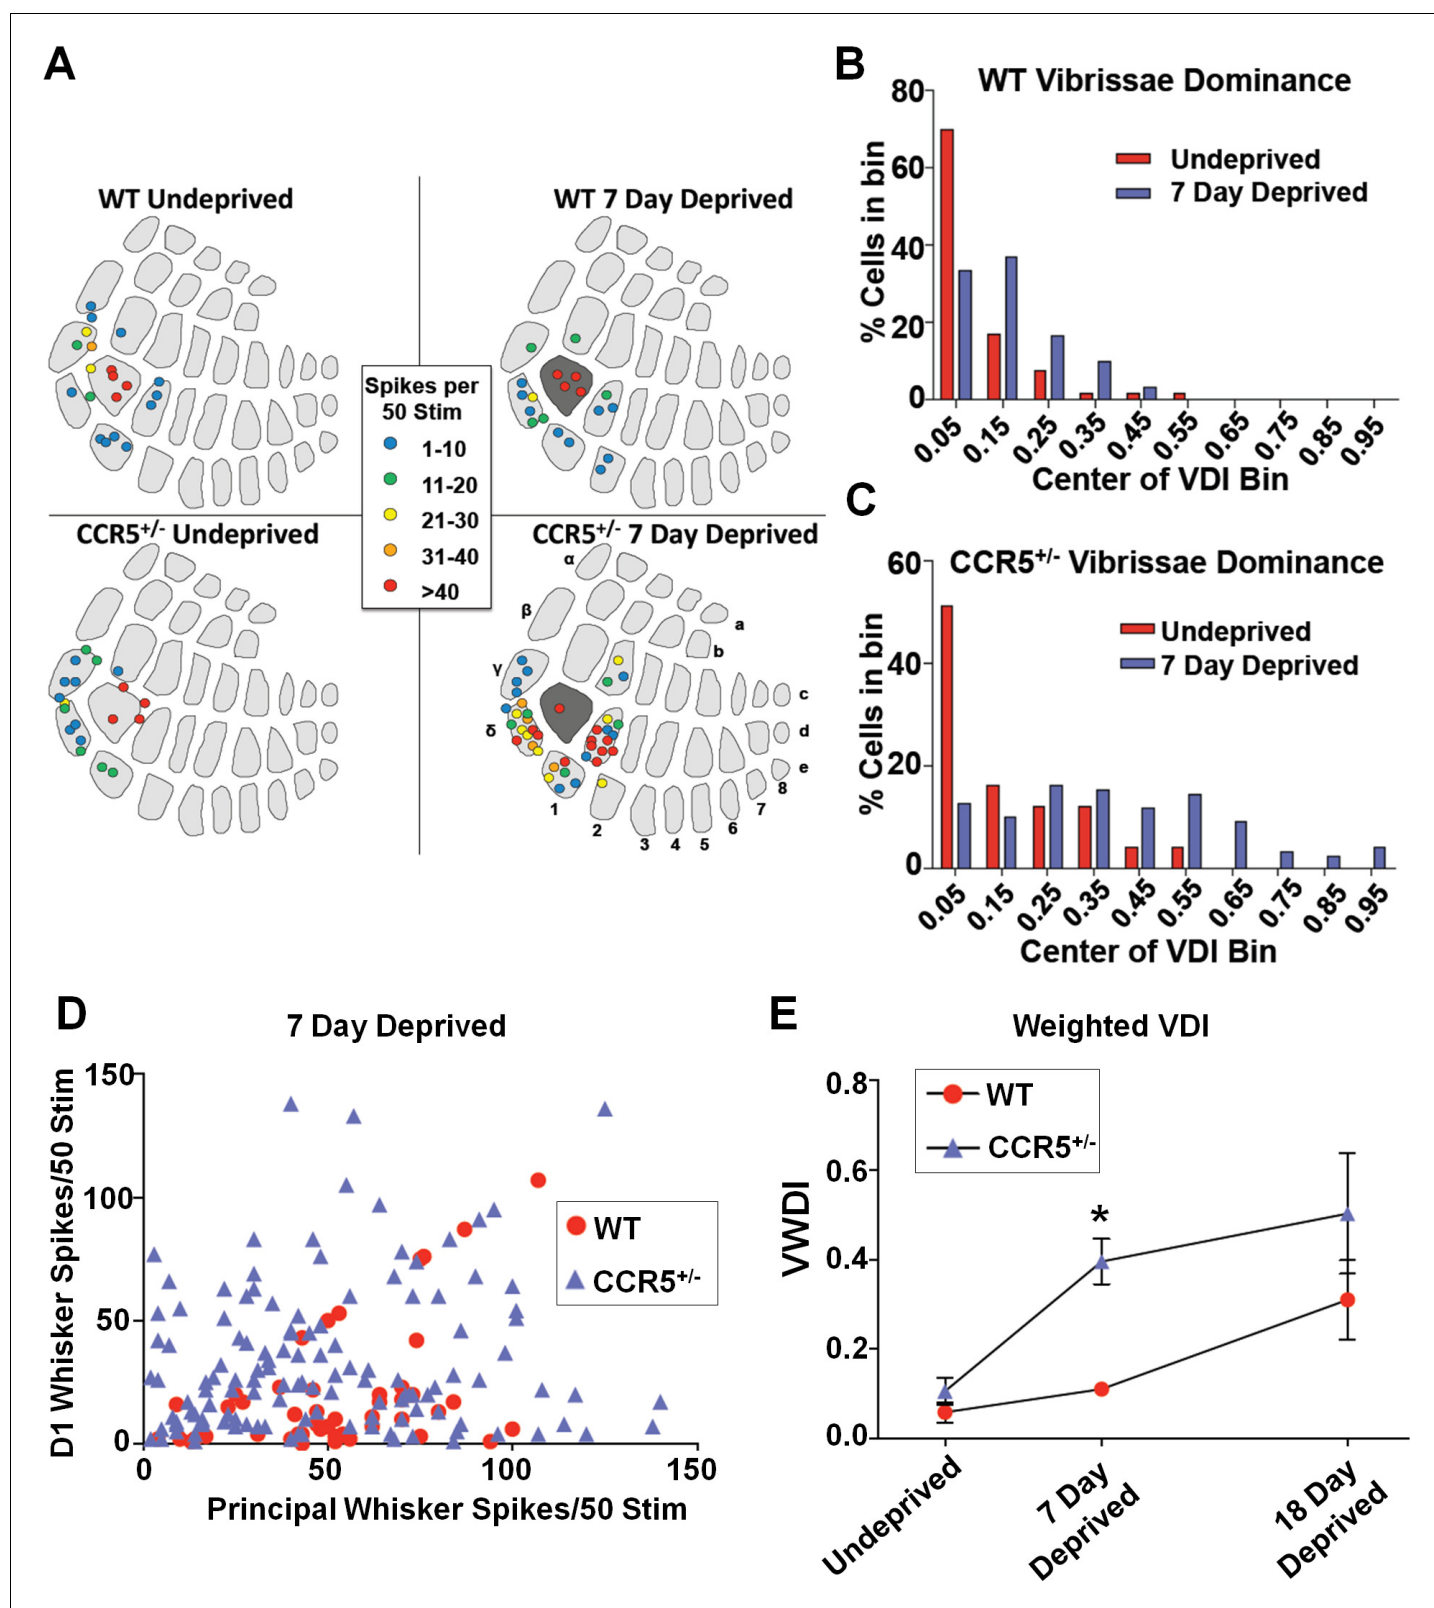 A
WT Undeprived
WT 7 Day Deprived
Spikes per
50 Stim
1-10
11-20
21-30
31-40
>40
CCR5+/- Undeprived
CCR5+/- 7 Day Deprived
α
β
γ
δ
a
b
c
d
e
1
2
3
4
5
6
7
8
B
WT Vibrissae Dominance
Undeprived
7 Day Deprived
% Cells in bin
80
60
40
20
0
0.05
0.15
0.25
0.35
0.45
0.55
0.65
0.75
0.85
0.95
Center of VDI Bin
C
CCR5+/- Vibrissae Dominance
Undeprived
7 Day Deprived
% Cells in bin
60
40
20
0
0.05
0.15
0.25
0.35
0.45
0.55
0.65
0.75
0.85
0.95
Center of VDI Bin
D
7 Day Deprived
D1 Whisker Spikes/50 Stim
150
100
50
0
WT
CCR5+/-
0
50
100
150
Principal Whisker Spikes/50 Stim
E
Weighted VDI
WT
CCR5+/-
VWDI
0.8
0.6
0.4
0.2
0.0
*
Undeprived
7 Day
Deprived
18 Day
Deprived